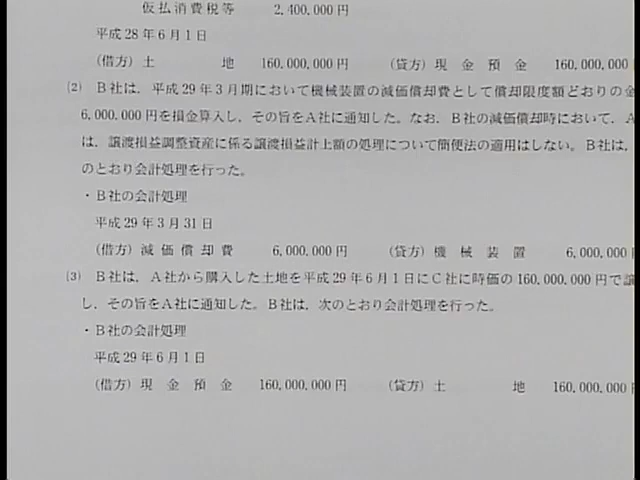 仮払消費税等 2,400,000円
平成28年6月1日
(借方) 土 地 160,000,000円 (貸方) 現金預金 160,000,000
(2) B社は、平成29年3月期において機械装置の減価償却費として償却限度額どおりの金
6,000,000円を損金算入し、その旨をA社に通知した。なお、B社の減価償却時において、A
は、譲渡損益調整資産に係る譲渡損益計上額の処理について簡便法の適用はしない。B社は、
のとおり会計処理を行った。
・B社の会計処理
平成29年3月31日
(借方) 減価償却費 6,000,000円 (貸方) 機械装置 6,000,000
(3) B社は、A社から購入した土地を平成29年6月1日にC社に時価の160,000,000円で譲
し、その旨をA社に通知した。B社は、次のとおり会計処理を行った。
・B社の会計処理
平成29年6月1日
(借方) 現金預金 160,000,000円 (貸方) 土 地 160,000,000